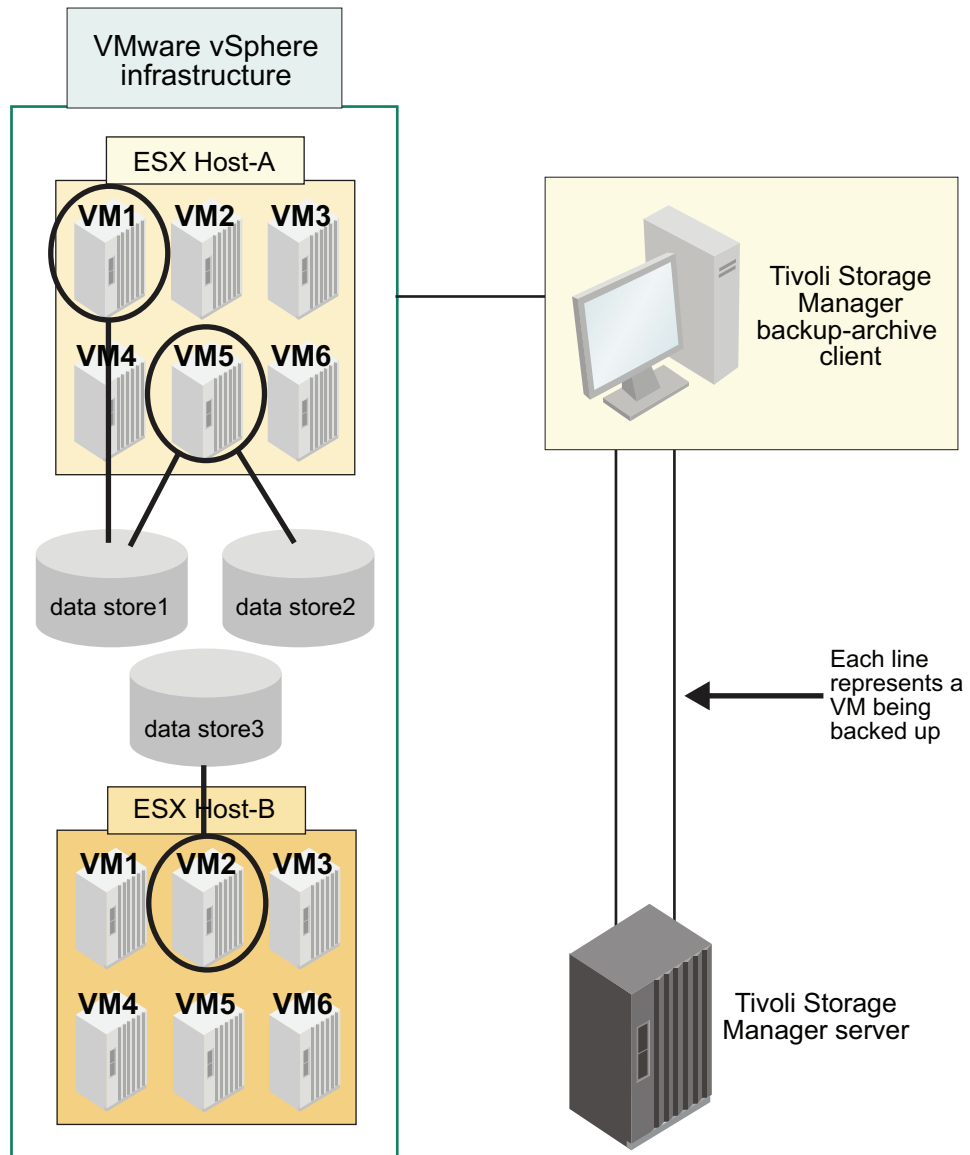 VMware vSphere
infrastructure
ESX Host-A
VM1 VM2 VM3
VM4 VM5 VM6
data store1 data store2
data store3
ESX Host-B
VM1 VM2 VM3
VM4 VM5 VM6
Tivoli Storage
Manager
backup-archive
client
Each line
represents a
VM being
backed up
Tivoli Storage
Manager server